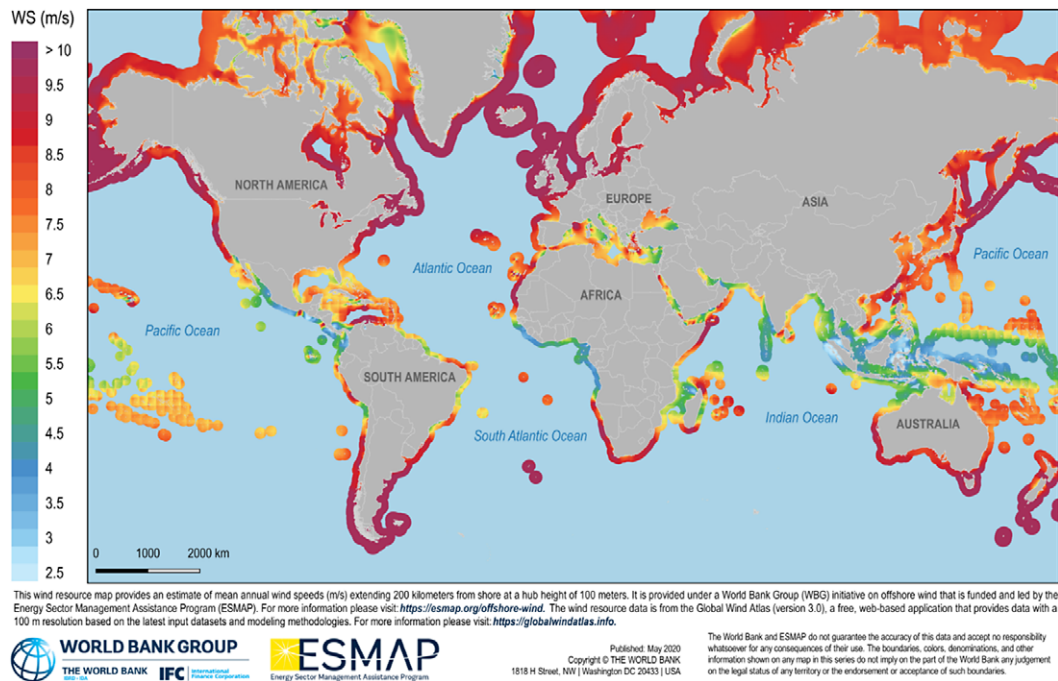 WS (m/s)
> 10
9.5
9
8.5
8
7.5
7
6.5
6
5.5
5
4.5
4
3.5
3
2.5
NORTH AMERICA
EUROPE
ASIA
Atlantic Ocean
Pacific Ocean
AFRICA
Pacific Ocean
SOUTH AMERICA
Indian Ocean
South Atlantic Ocean
AUSTRALIA
0 1000 2000 km
This wind resource map provides an estimate of mean annual wind speeds (m/s) extending 200 kilometers from shore at a hub height of 100 meters. It is provided under a World Bank Group (WBG) initiative on offshore wind that is funded and led by the
Energy Sector Management Assistance Program (ESMAP). For more information please visit: https://esmap.org/offshore-wind. The wind resource data is from the Global Wind Atlas (version 3.0), a free, web-based application that provides data with a
100 m resolution based on the latest input datasets and modeling methodologies. For more information please visit: https://globalwindatlas.info.
WORLD BANK GROUP
THE WORLD BANK
IBRD • IDA
IFC
International
Finance Corporation
ESMAP
Energy Sector Management Assistance Program
Published: May 2020
Copyright © THE WORLD BANK
1818 H Street, NW | Washington DC 20433 | USA
The World Bank and ESMAP do not guarantee the accuracy of this data and accept no responsibility
whatsoever for any consequences of their use. The boundaries, colors, denominations, and other
information shown on any map in this series do not imply on the part of the World Bank any judgement
on the legal status of any territory or the endorsement or acceptance of such boundaries.